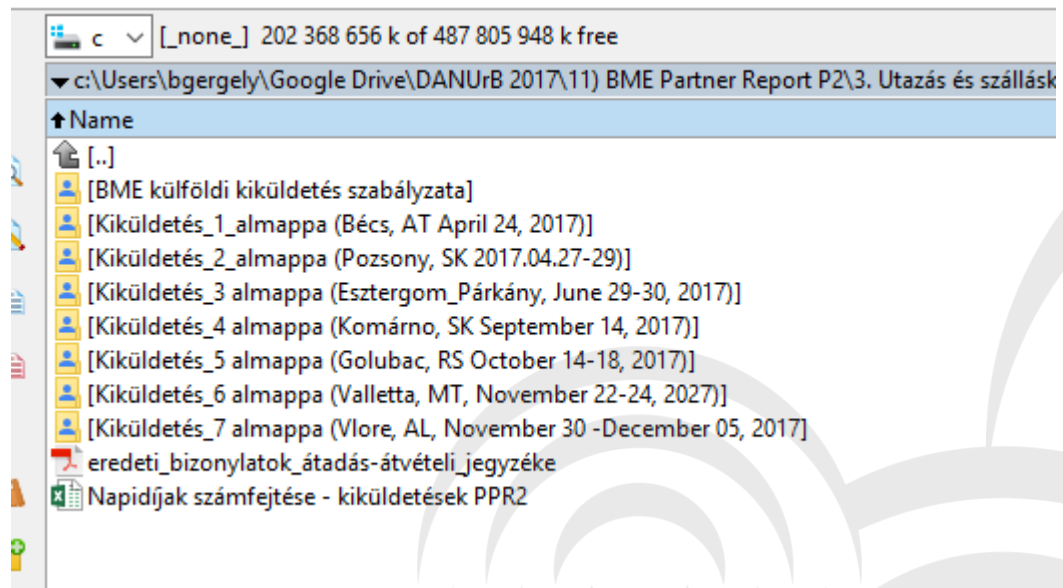 c [_none_] 202 368 656 k of 487 805 948 k free
c:\Users\bgergely\Google Drive\DANUrB 2017\11) BME Partner Report P2\3. Utazás és szállásk
Name
[..]
[BME külföldi kiküldetés szabályzata]
[Kiküldetés_1_almappa (Bécs, AT April 24, 2017)]
[Kiküldetés_2_almappa (Pozsony, SK 2017.04.27-29)]
[Kiküldetés_3 almappa (Esztergom_Párkány, June 29-30, 2017)]
[Kiküldetés_4 almappa (Komárno, SK September 14, 2017)]
[Kiküldetés_5 almappa (Golubac, RS October 14-18, 2017)]
[Kiküldetés_6 almappa (Valletta, MT, November 22-24, 2027)]
[Kiküldetés_7 almappa (Vlore, AL, November 30 -December 05, 2017]
eredeti_bizonylatok_átadás-átvételi_jegyzéke
Napidíjak számfejtése - kiküldetések PPR2